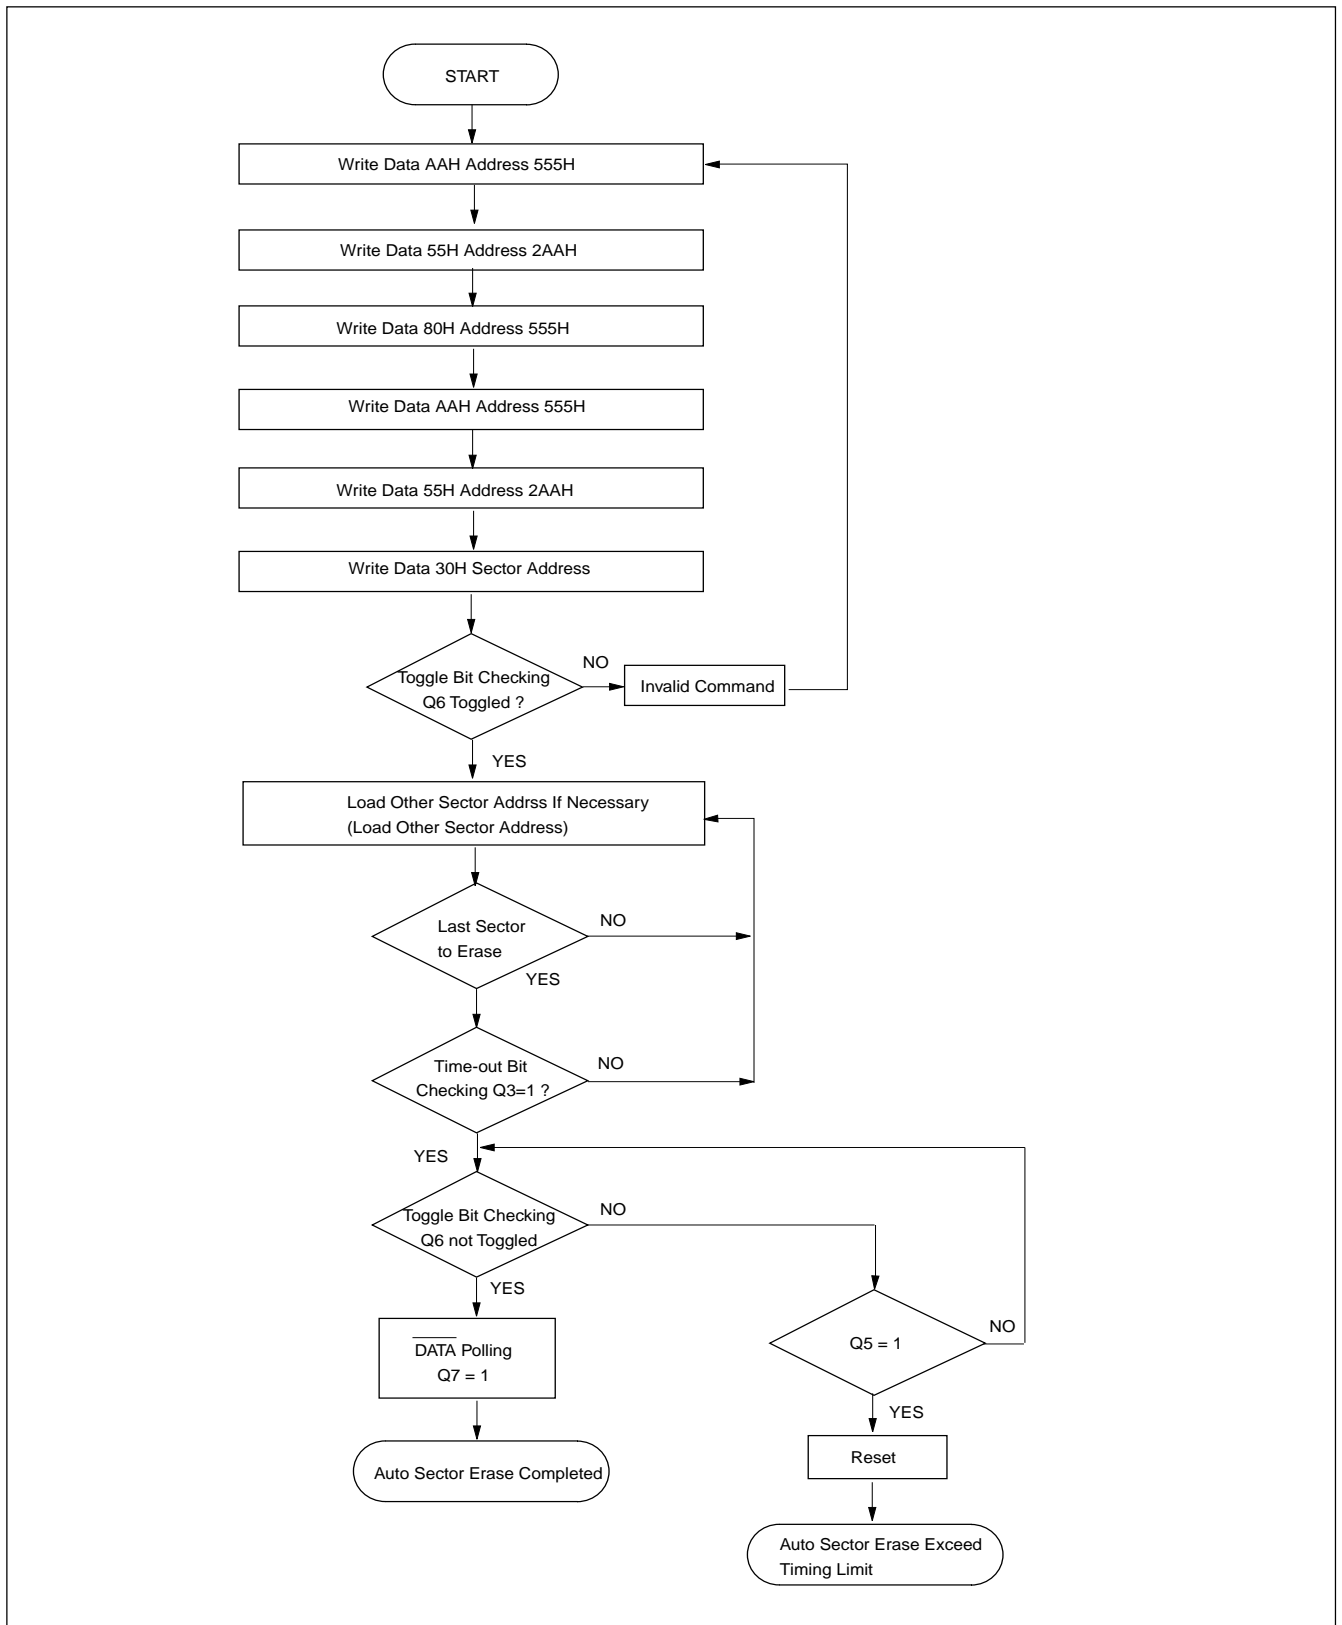 START
Write Data AAH Address 555H
Write Data 55H Address 2AAH
Write Data 80H Address 555H
Write Data AAH Address 555H
Write Data 55H Address 2AAH
Write Data 30H Sector Address
Toggle Bit Checking
Q6 Toggled ?
NO
Invalid Command
YES
Load Other Sector Addrss If Necessary
(Load Other Sector Address)
Last Sector
to Erase
NO
YES
Time-out Bit
Checking Q3=1 ?
NO
YES
Toggle Bit Checking
Q6 not Toggled
NO
YES
DATA Polling
Q7 = 1
Q5 = 1
NO
YES
Auto Sector Erase Completed
Reset
Auto Sector Erase Exceed
Timing Limit